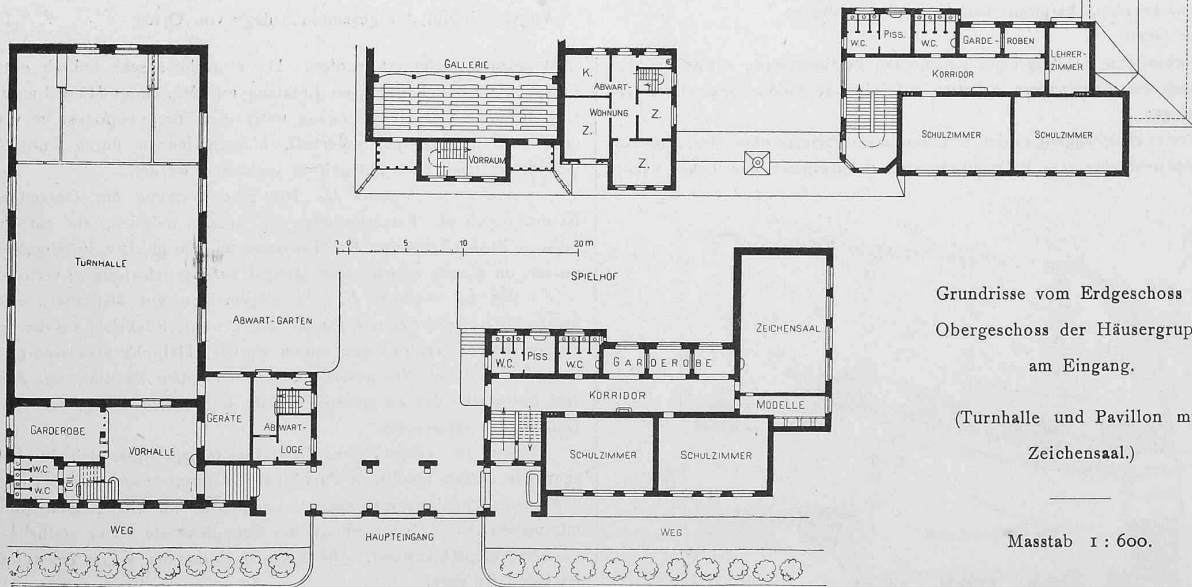 GALLERIE
VORRAUM
K.
ABWART-
WOHNUNG
Z.
Z.
Z.
W.C.
PISS.
W.C.
GARDE-
ROBEN
LEHRER-
ZIMMER
KORRIDOR
SCHULZIMMER
SCHULZIMMER
1 0 5 10 20 m
TURNHALLE
ABWART-GARTEN
SPIELHOF
ZEICHENSAAL
MODELLE
W.C.
PISS
W.C.
GARDEROBE
KORRIDOR
SCHULZIMMER
SCHULZIMMER
GERÄTE
ABWART-
LOGE
GARDEROBE
VORHALLE
W.C.
W.C
TOIL.
WEG
HAUPTEINGANG
WEG
Grundrisse vom Erdgeschoss
Obergeschoss der Häusergrup
am Eingang.
(Turnhalle und Pavillon m
Zeichensaal.)
Masstab 1 : 600.